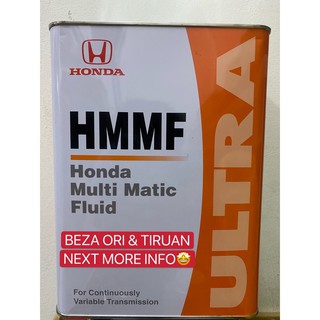 HONDA
HMMF
Honda
Multi Matic
Fluid
ULTRA
BEZA ORI & TIRUAN
NEXT MORE INFO🤩
For Continuously
Variable Transmission